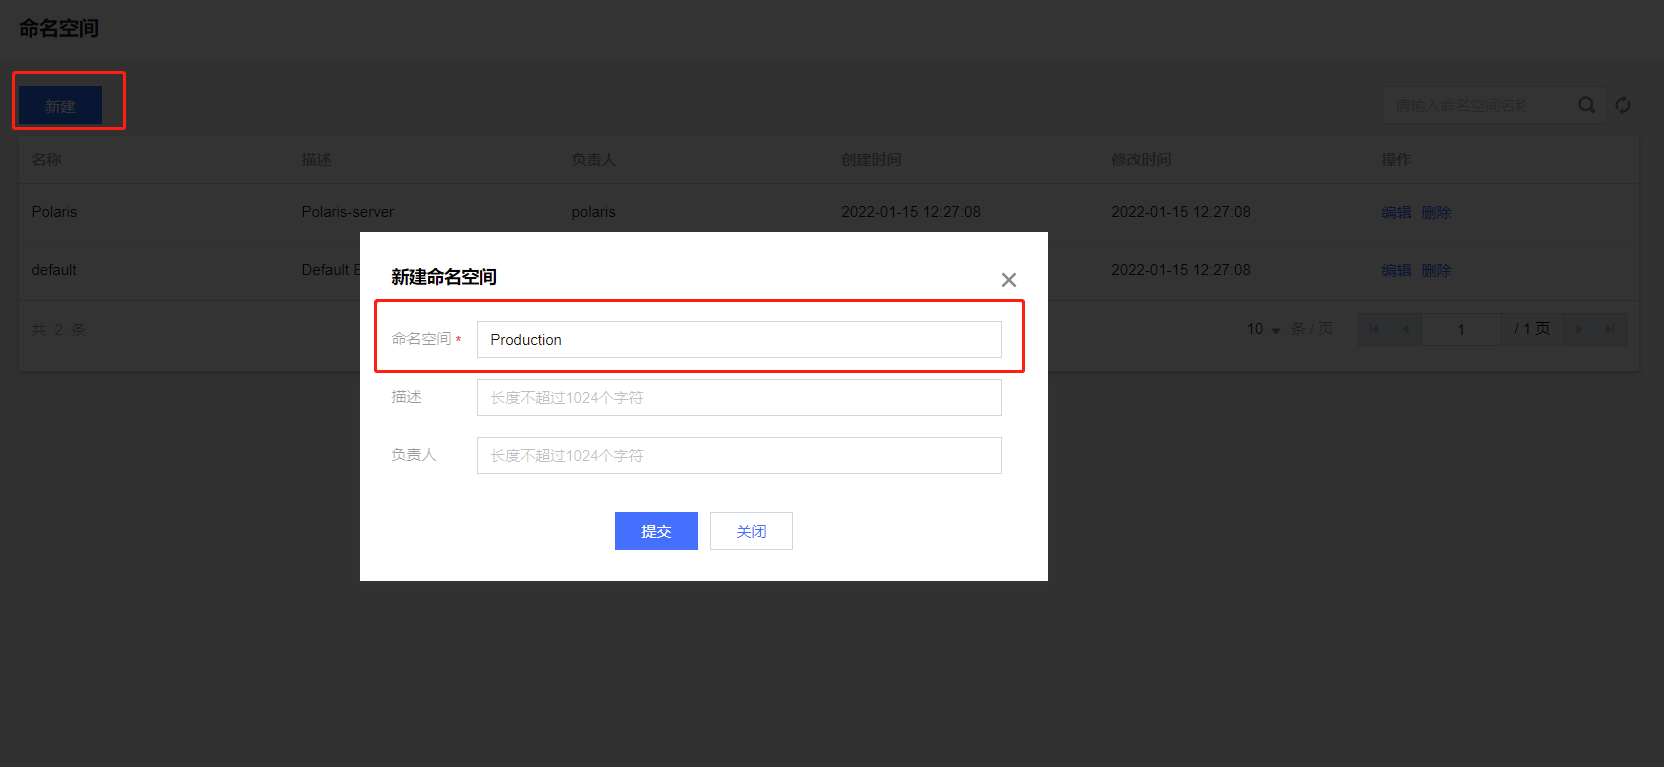 命名空间
新建
请输入命名空间名称
名称 描述 负责人 创建时间 修改时间 操作
Polaris Polaris-server polaris 2022-01-15 12:27:08 2022-01-15 12:27:08 编辑 删除
default Default E 2022-01-15 12:27:08 编辑 删除
共 2 条
10 条 / 页 1 / 1 页
新建命名空间
命名空间 * Production
描述 长度不超过1024个字符
负责人 长度不超过1024个字符
提交 关闭